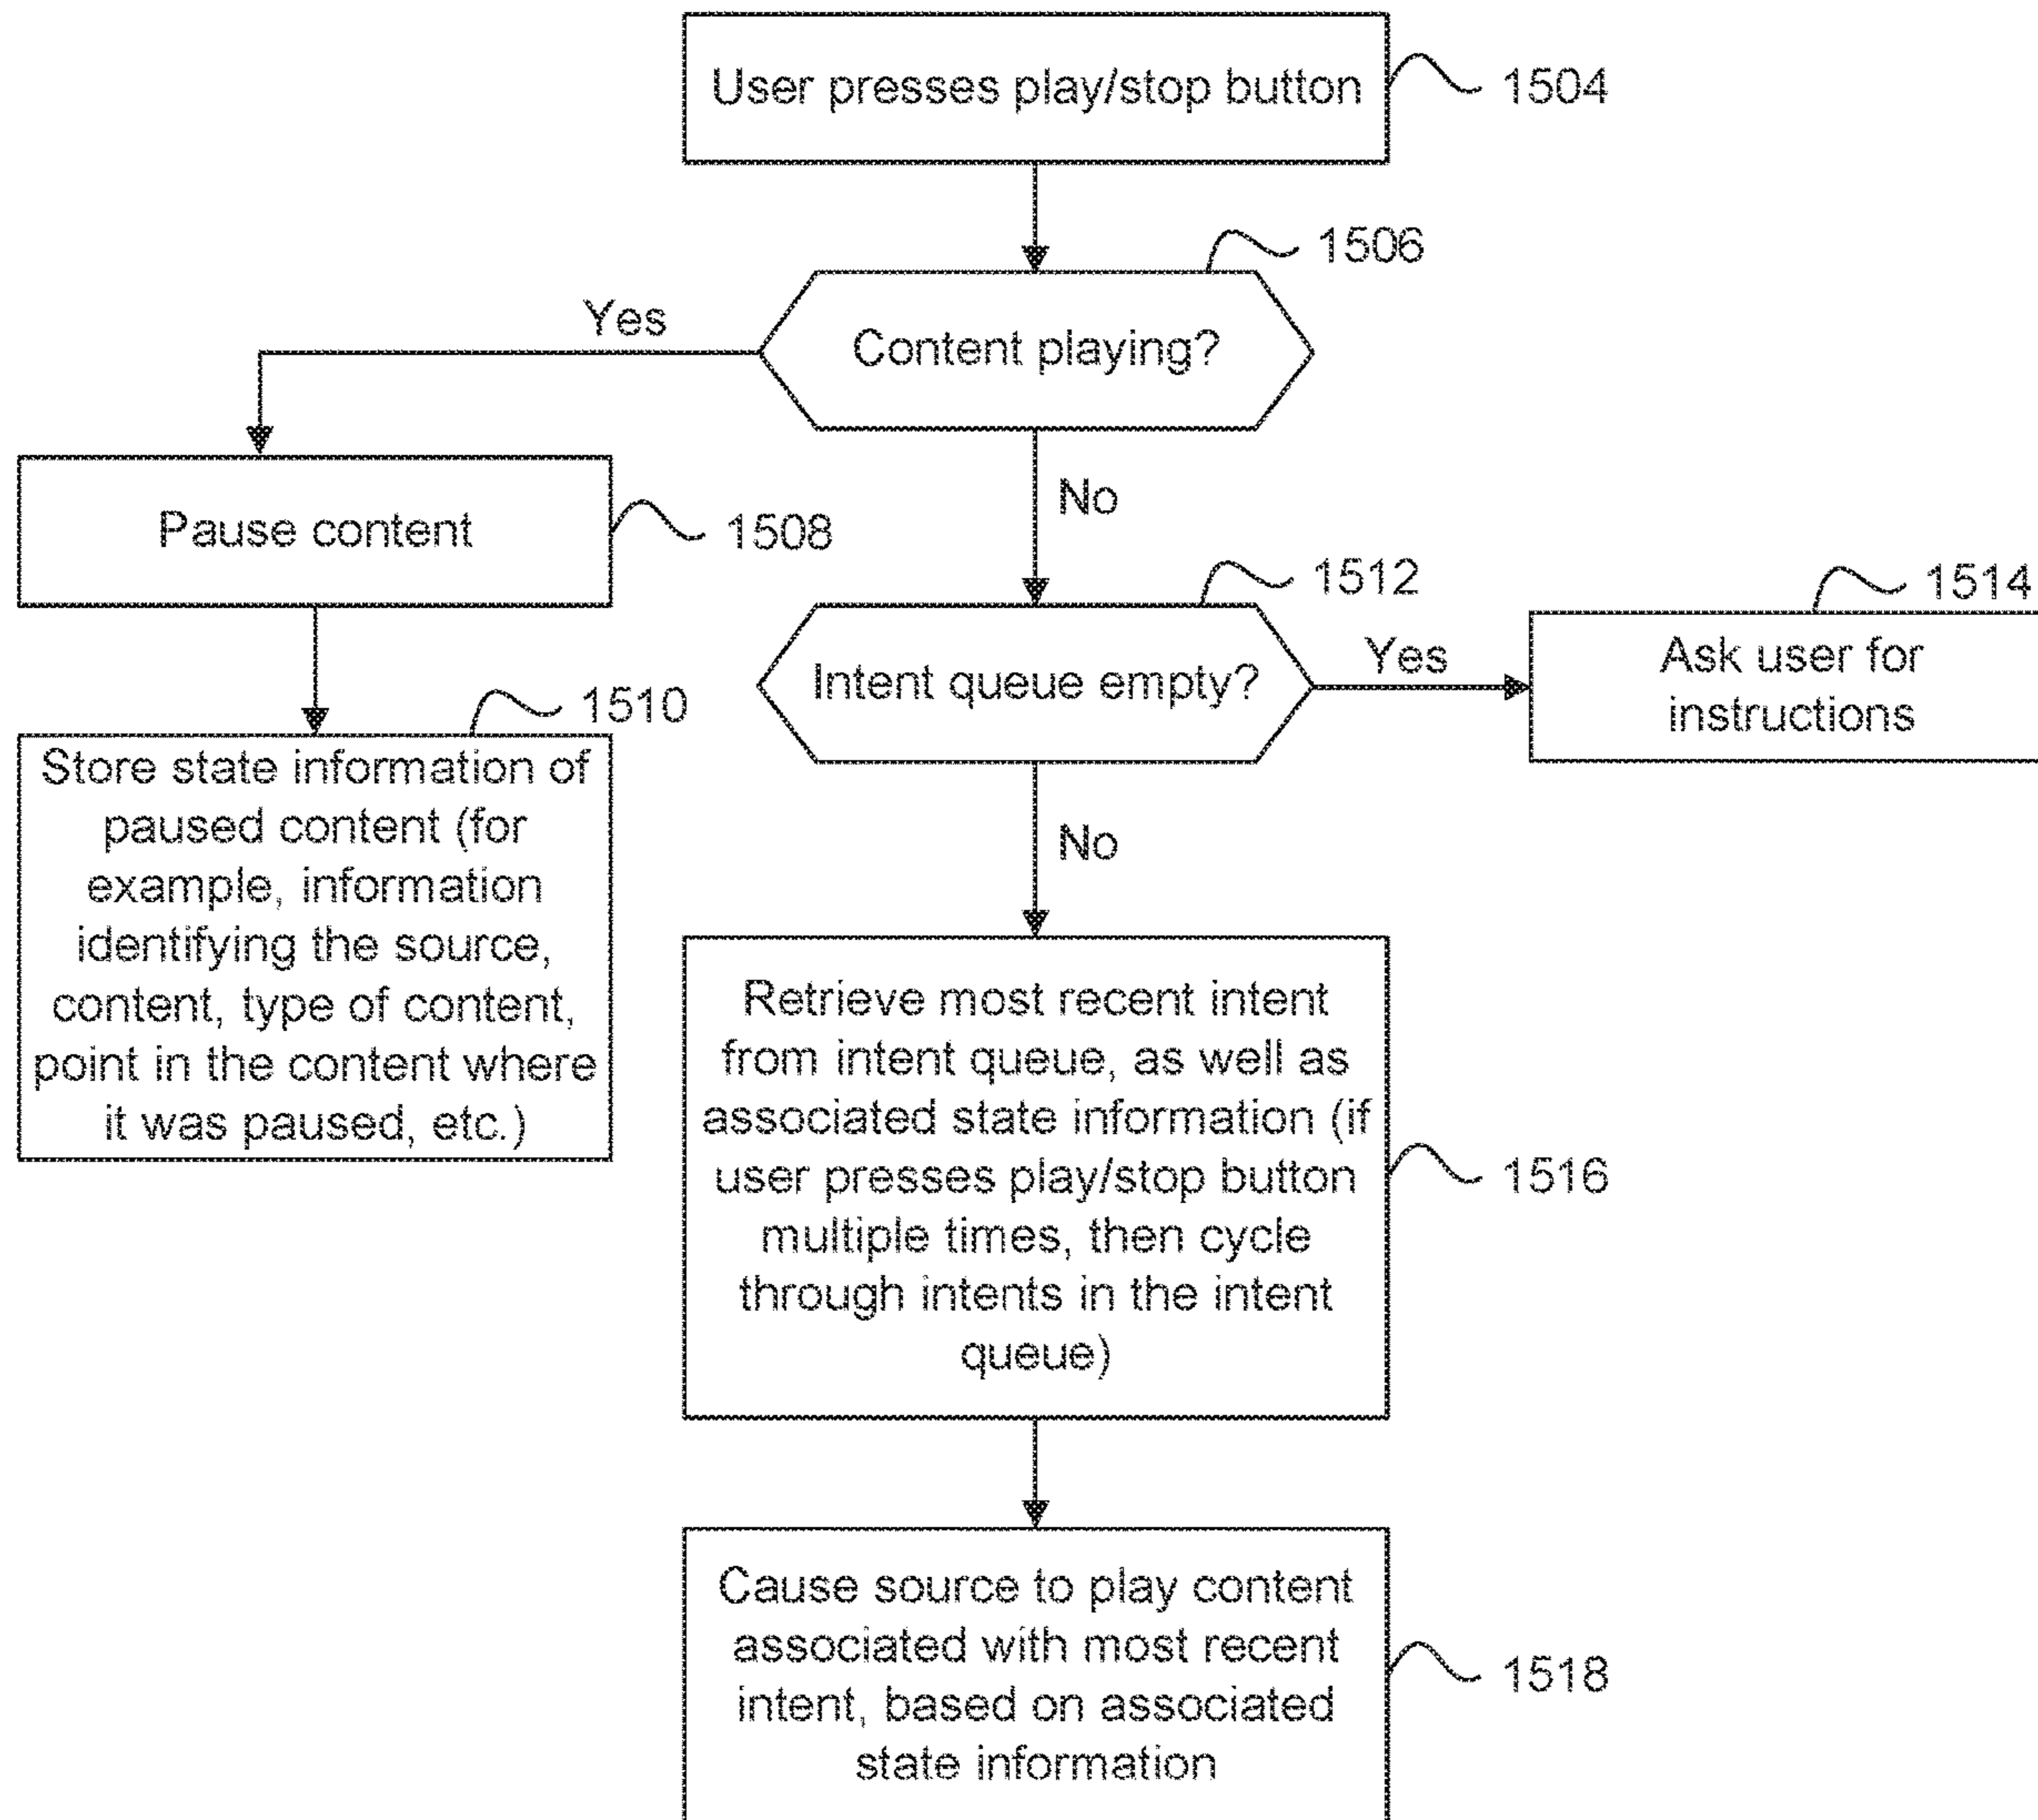 User presses play/stop button
1504
1506
Content playing?
Yes
No
Pause content
1508
1510
Store state information of
paused content (for
example, information
identifying the source,
content, type of content,
point in the content where
it was paused, etc.)
1512
Intent queue empty?
Yes
1514
Ask user for
instructions
No
Retrieve most recent intent
from intent queue, as well as
associated state information (if
user presses play/stop button
multiple times, then cycle
through intents in the intent
queue)
1516
Cause source to play content
associated with most recent
intent, based on associated
state information
1518